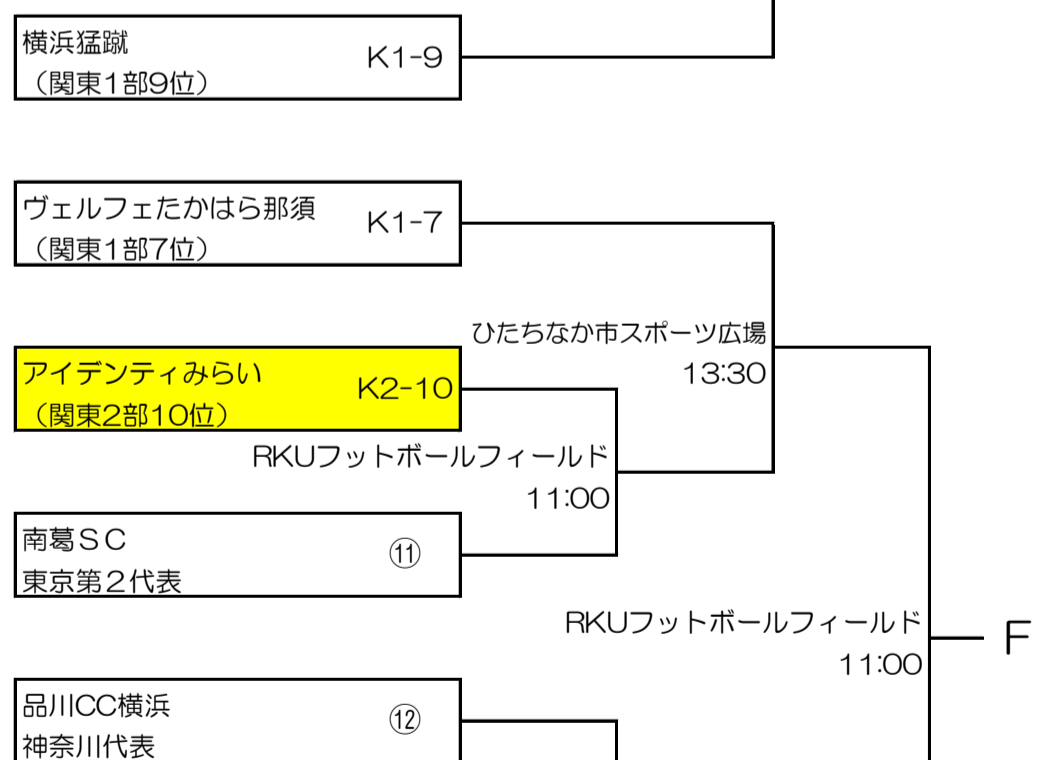 横浜猛蹴
K1-9
（関東1部9位）
ヴェルフェたかはら那須
K1-7
（関東1部7位）
ひたちなか市スポーツ広場
13:30
アイデンティみらい
K2-10
（関東2部10位）
RKUフットボールフィールド
11:00
南葛ＳＣ
⑪
東京第２代表
RKUフットボールフィールド
11:00
F
品川CC横浜
⑫
神奈川代表